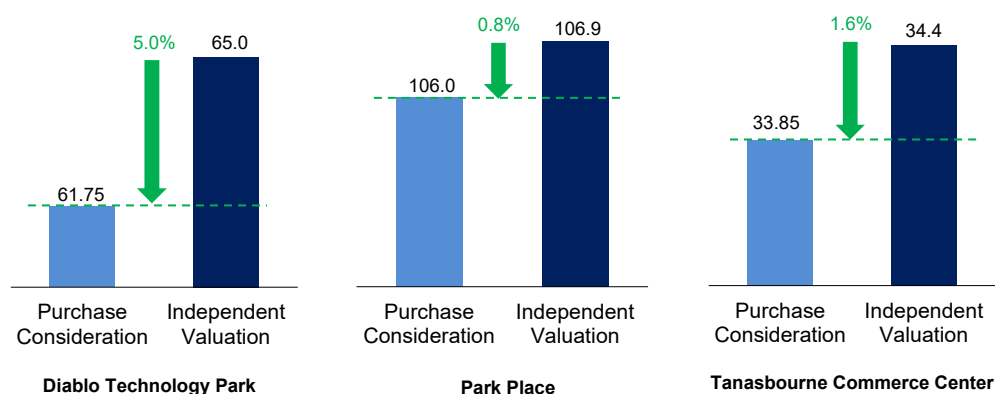 5.0%
65.0
61.75
Purchase
Consideration
Independent
Valuation
Diablo Technology Park
0.8%
106.9
106.0
Purchase
Consideration
Independent
Valuation
Park Place
1.6%
34.4
33.85
Purchase
Consideration
Independent
Valuation
Tanasbourne Commerce Center